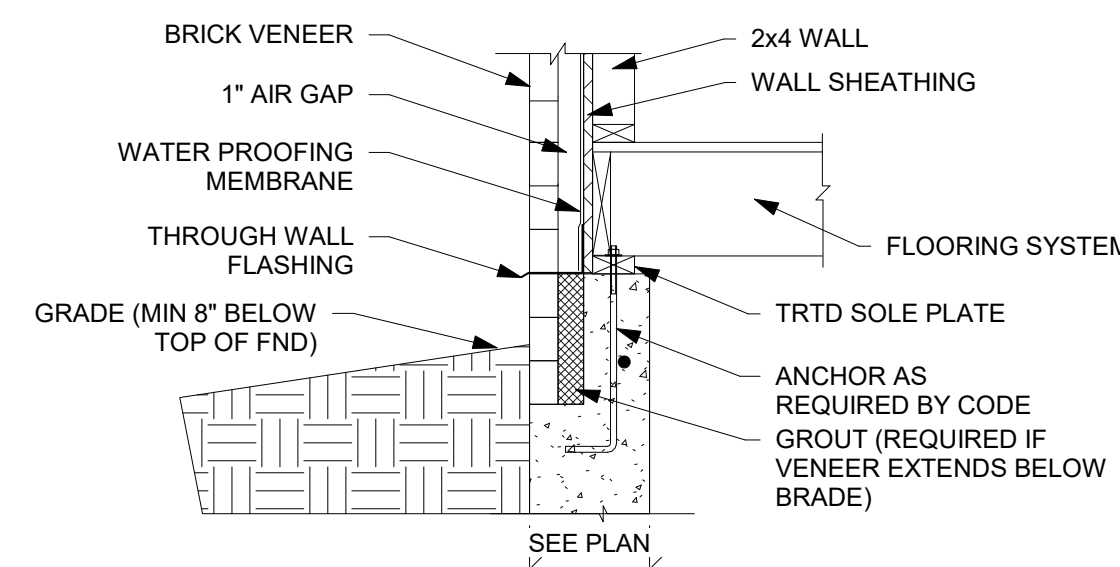 BRICK VENEER
1" AIR GAP
WATER PROOFING
MEMBRANE
THROUGH WALL
FLASHING
GRADE (MIN 8" BELOW
TOP OF FND)
2x4 WALL
WALL SHEATHING
FLOORING SYSTEM
TRTD SOLE PLATE
ANCHOR AS
REQUIRED BY CODE
GROUT (REQUIRED IF
VENEER EXTENDS BELOW
BRADE)
SEE PLAN